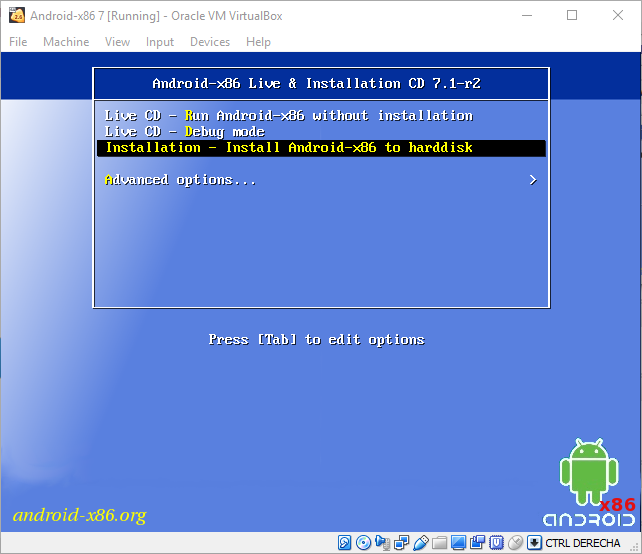 Android-x86 7 [Running] - Oracle VM VirtualBox
File Machine View Input Devices Help
Android-x86 Live & Installation CD 7.1-r2
Live CD - Run Android-x86 without installation
Live CD - Debug mode
Installation - Install Android-x86 to harddisk
Advanced options... >
Press [Tab] to edit options
x86
android-x86.org
ANDROID
CTRL DERECHA